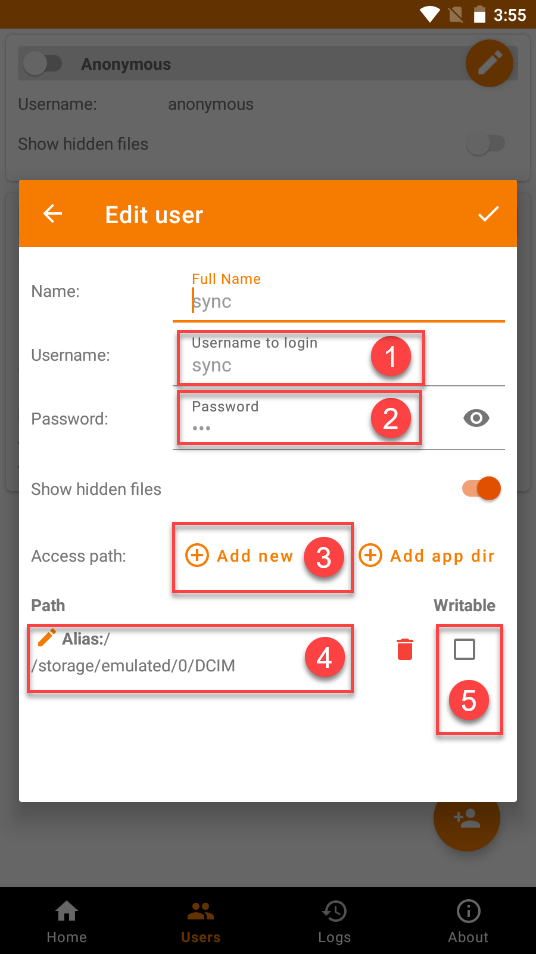 3:55
Anonymous
Username: anonymous
Show hidden files
Edit user
Full Name
Name: sync
Username to login
Username: sync 1
Password
Password: ••• 2
Show hidden files
Access path: Add new 3 Add app dir
Path Writable
Alias:/
/storage/emulated/0/DCIM 4
5
Home Users Logs About